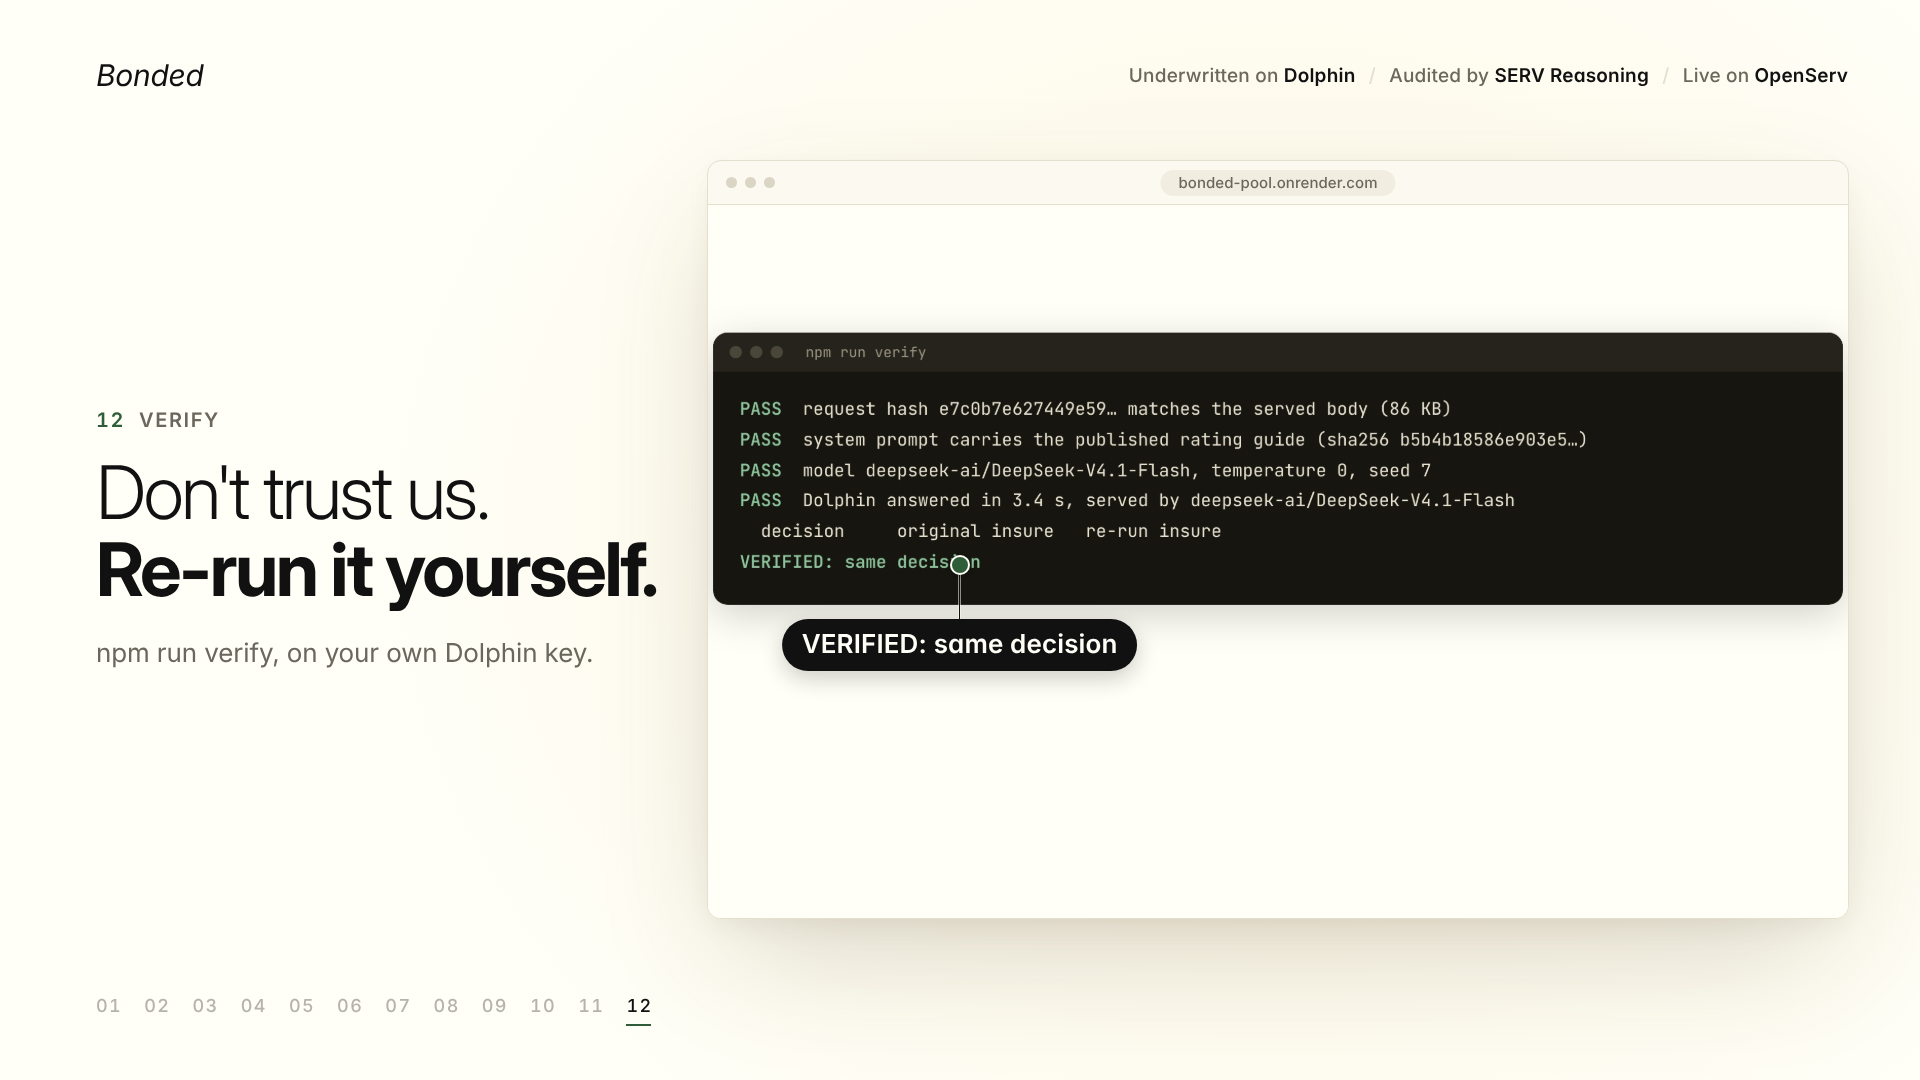 Bonded
Underwritten on Dolphin / Audited by SERV Reasoning / Live on OpenServ
bonded-pool.onrender.com
npm run verify
PASS request hash e7c0b7e627449e59… matches the served body (86 KB)
PASS system prompt carries the published rating guide (sha256 b5b4b18586e903e5…)
PASS model deepseek-ai/DeepSeek-V4.1-Flash, temperature 0, seed 7
PASS Dolphin answered in 3.4 s, served by deepseek-ai/DeepSeek-V4.1-Flash
decision original insure re-run insure
VERIFIED: same decision
VERIFIED: same decision
12 VERIFY
Don't trust us.
Re-run it yourself.
npm run verify, on your own Dolphin key.
01 02 03 04 05 06 07 08 09 10 11 12